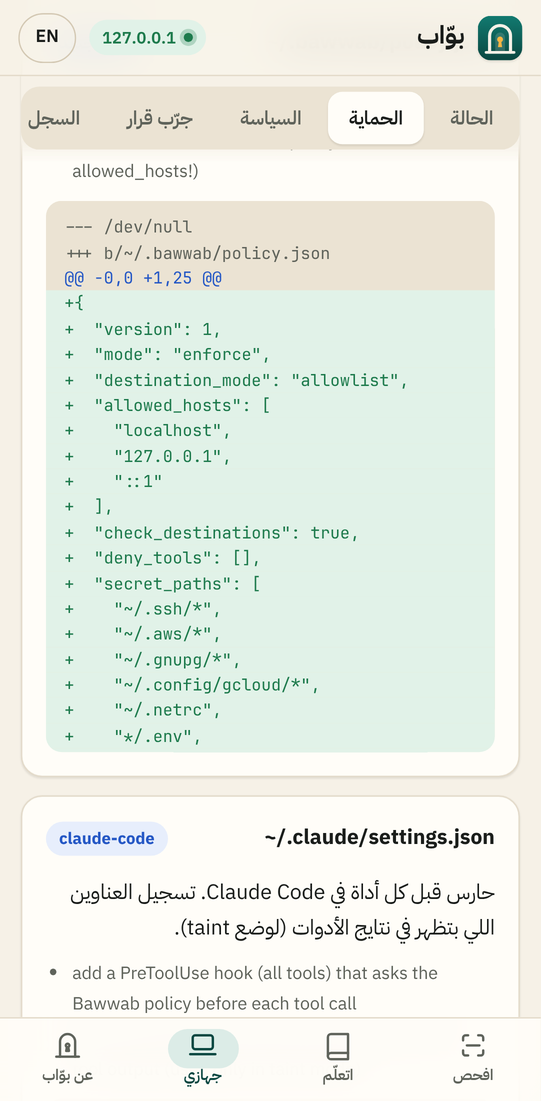 بوّاب
127.0.0.1
EN
الحالة
الحماية
السياسة
جرّب قرار
السجل
allowed_hosts!)
--- /dev/null
+++ b/~/.bawwab/policy.json
@@ -0,0 +1,25 @@
+{
+  "version": 1,
+  "mode": "enforce",
+  "destination_mode": "allowlist",
+  "allowed_hosts": [
+    "localhost",
+    "127.0.0.1",
+    "::1"
+  ],
+  "check_destinations": true,
+  "deny_tools": [],
+  "secret_paths": [
+    "~/.ssh/*",
+    "~/.aws/*",
+    "~/.gnupg/*",
+    "~/.config/gcloud/*",
+    "~/.netrc",
+    "*/.env",
~/.claude/settings.json
claude-code
حارس قبل كل أداة في Claude Code. تسجيل العناوين
اللي بتظهر في نتايج الأدوات (لوضع taint).
• add a PreToolUse hook (all tools) that asks the
Bawwab policy before each tool call
افحص
اتعلّم
جهازي
عن بوّاب